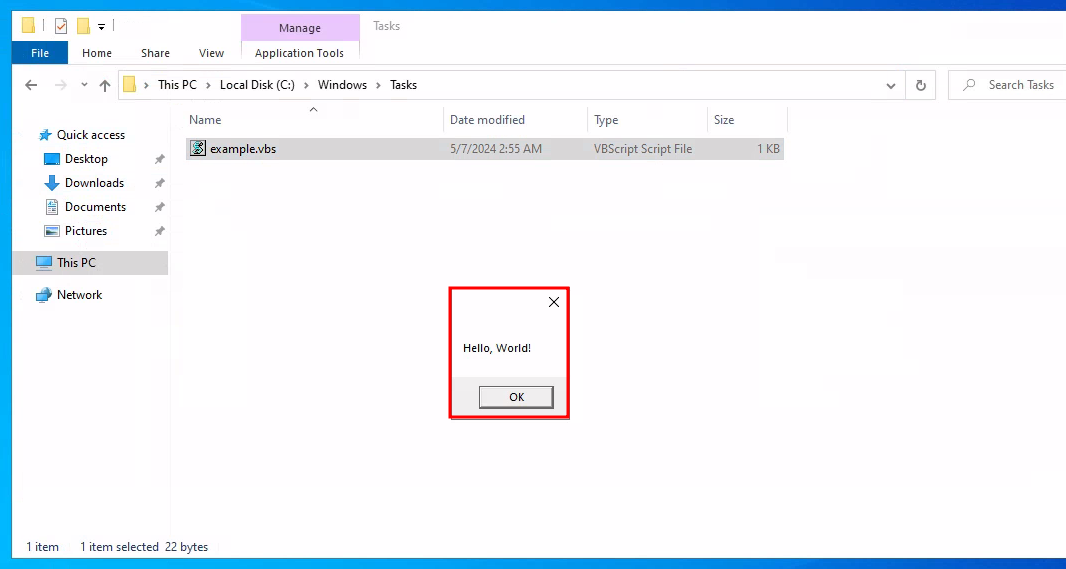 Manage
Tasks
File
Home
Share
View
Application Tools
This PC
Local Disk (C:)
Windows
Tasks
Search Tasks
Name
Date modified
Type
Size
Quick access
Desktop
Downloads
Documents
Pictures
This PC
Network
example.vbs
5/7/2024 2:55 AM
VBScript Script File
1 KB
Hello, World!
OK
1 item
1 item selected 22 bytes